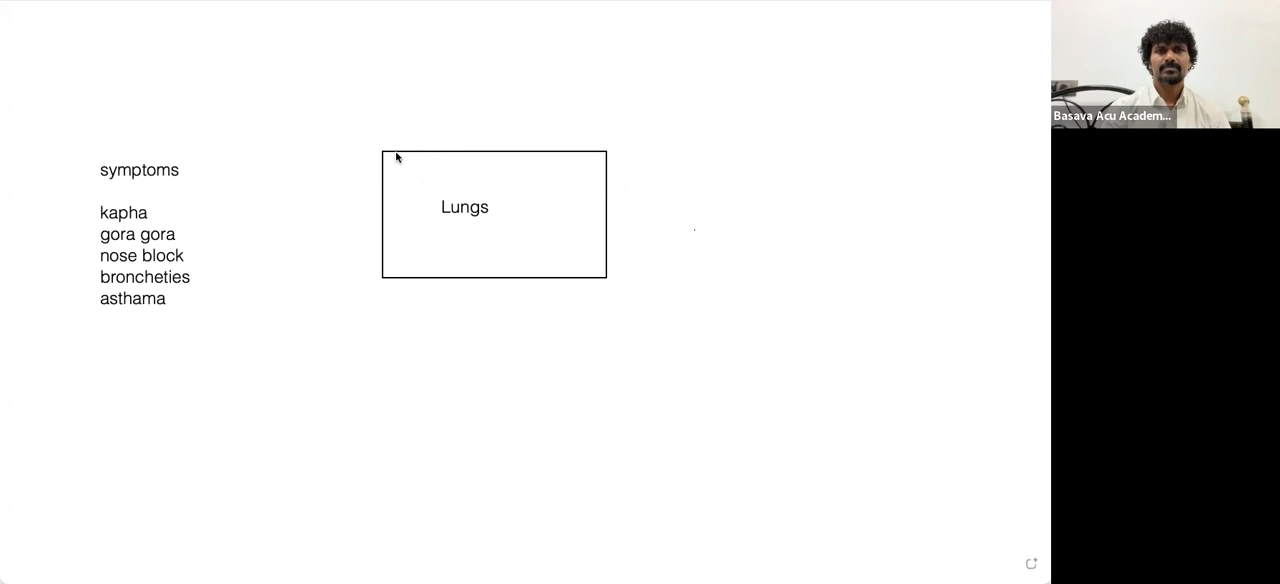 symptoms
kapha
gora gora
nose block
broncheties
asthama
Lungs
Basava Acu Academ...